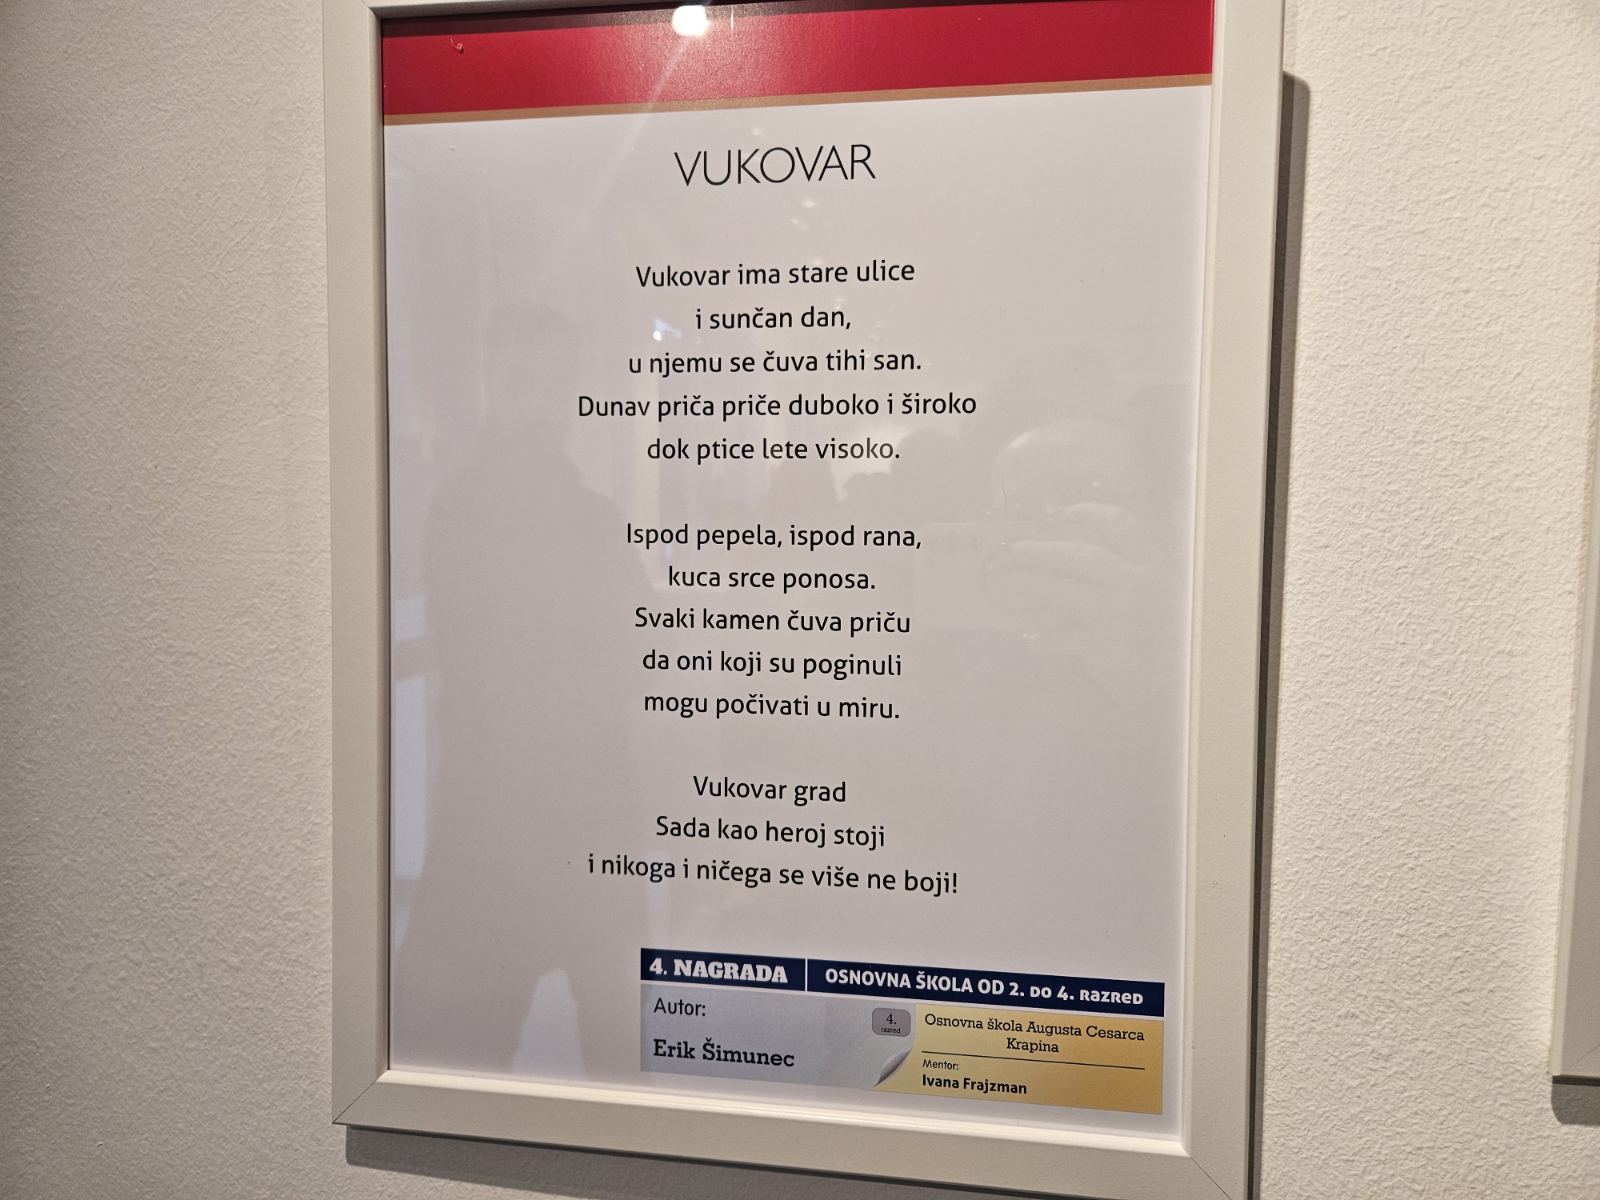 VUKOVAR
Vukovar ima stare ulice
i sunčan dan,
u njemu se čuva tihi san.
Dunav priča priče duboko i široko
dok ptice lete visoko.
Ispod pepela, ispod rana,
kuca srce ponosa.
Svaki kamen čuva priču
da oni koji su poginuli
mogu počivati u miru.
Vukovar grad
Sada kao heroj stoji
i nikoga i ničega se više ne boji!
4. NAGRADA
OSNOVNA ŠKOLA OD 2. DO 4. RAZRED
Autor:
Erik Šimunec
4.
razred
Osnovna škola Augusta Cesarca
Krapina
Mentor:
Ivana Frajzman